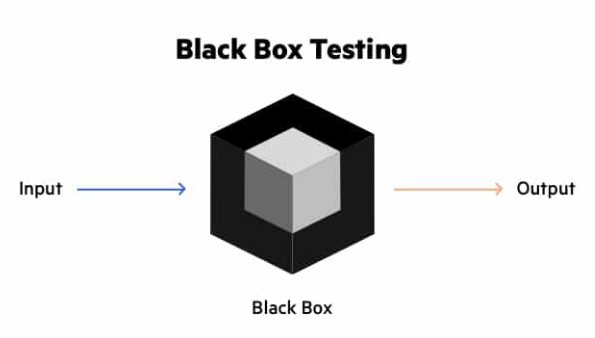 Black Box Testing
Input
Output
Black Box